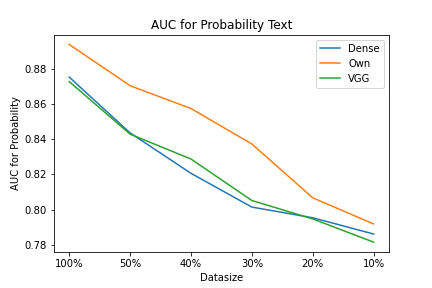 AUC for Probability Text
Dense
Own
VGG
AUC for Probability
0.88
0.86
0.84
0.82
0.80
0.78
100% 50% 40% 30% 20% 10%
Datasize